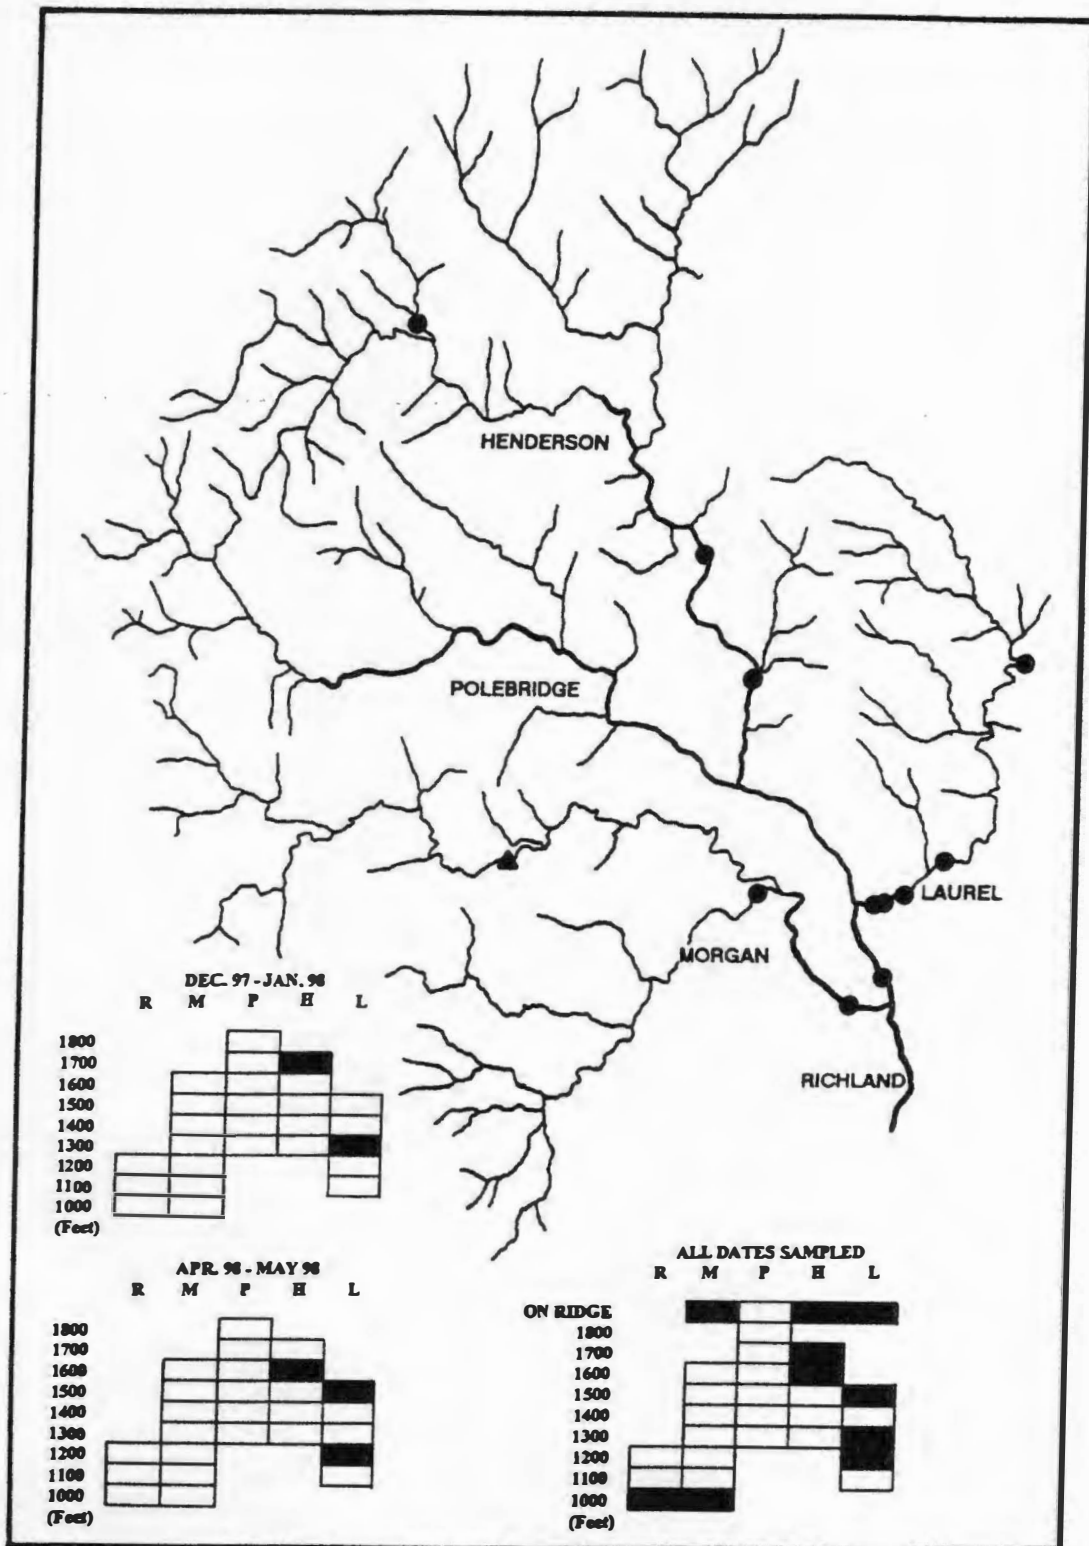 HENDERSON
POLEBRIDGE
LAUREL
MORGAN
RICHLAND
DEC. 97 - JAN. 98
R M P H L
1800
1700
1600
1500
1400
1300
1200
1100
1000
(Feet)
APR. 98 - MAY 98
R M P H L
1800
1700
1600
1500
1400
1300
1200
1100
1000
(Feet)
ALL DATES SAMPLED
R M P H L
ON RIDGE
1800
1700
1600
1500
1400
1300
1200
1100
1000
(Feet)